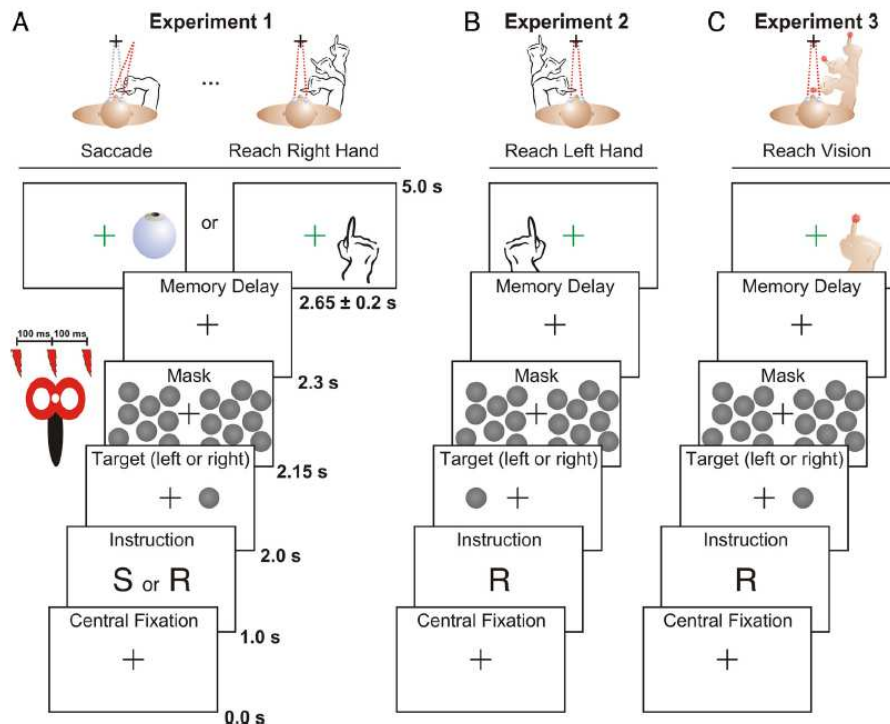 A Experiment 1
...
Saccade Reach Right Hand
or
5.0 s
Memory Delay
2.65 ± 0.2 s
100 ms 100 ms
Mask
2.3 s
Target (left or right)
2.15 s
Instruction
S or R
2.0 s
Central Fixation
1.0 s
0.0 s
B Experiment 2
Reach Left Hand
Memory Delay
Mask
Target (left or right)
Instruction
R
Central Fixation
C Experiment 3
Reach Vision
Memory Delay
Mask
Target (left or right)
Instruction
R
Central Fixation